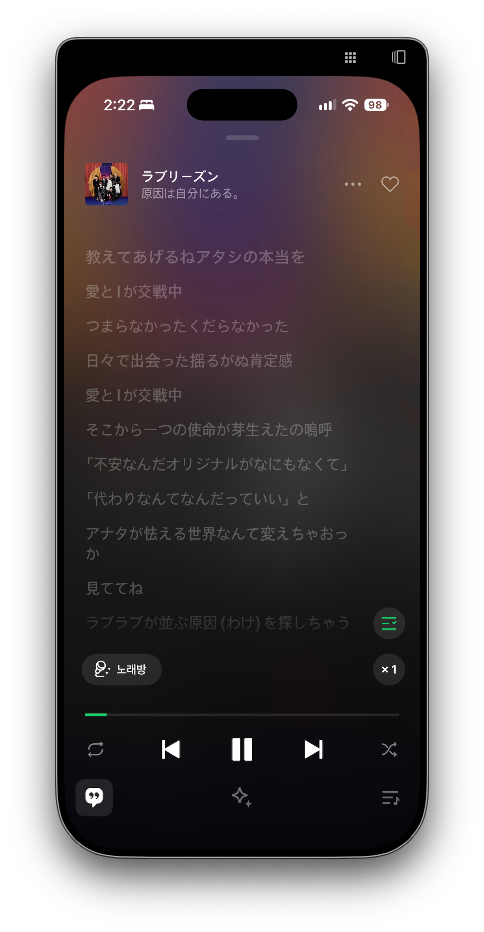 2:22
98
ラブリーズン
原因は自分にある。
教えてあげるねアタシの本当を
愛とIが交戦中
つまらなかったくだらなかった
日々で出会った揺るがぬ肯定感
愛とIが交戦中
そこから一つの使命が芽生えたの嗚呼
「不安なんだオリジナルがなにもなくて」
「代わりなんてなんだっていい」と
アナタが怯える世界なんて変えちゃおっ
か
見ててね
ラブラブが並ぶ原因 (わけ) を探しちゃう
노래방
×1